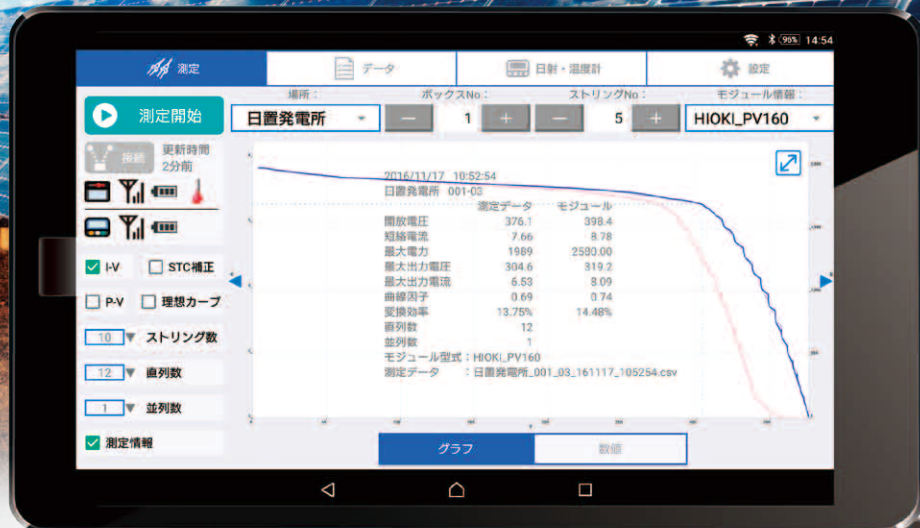 96% 14:54
測定 データ 日射・温度計 設定
場所： ボックスNo： ストリングNo： モジュール情報：
測定開始 日置発電所 — 1 + — 5 + HIOKI_PV160
接続 更新時間
2分前
2016/11/17 10:52:54
日置発電所 001-03
測定データ モジュール
開放電圧 376.1 398.4
短絡電流 7.66 8.78
最大電力 1989 2580.00
最大出力電圧 304.6 319.2
最大出力電流 6.53 8.09
曲線因子 0.69 0.74
変換効率 13.75% 14.48%
直列数 12
並列数 1
モジュール型式：HIOKI_PV160
測定データ ：日置発電所_001_03_161117_105254.csv
I-V STC補正
P-V 理想カーブ
10 ストリング数
12 直列数
1 並列数
測定情報
グラフ 数値